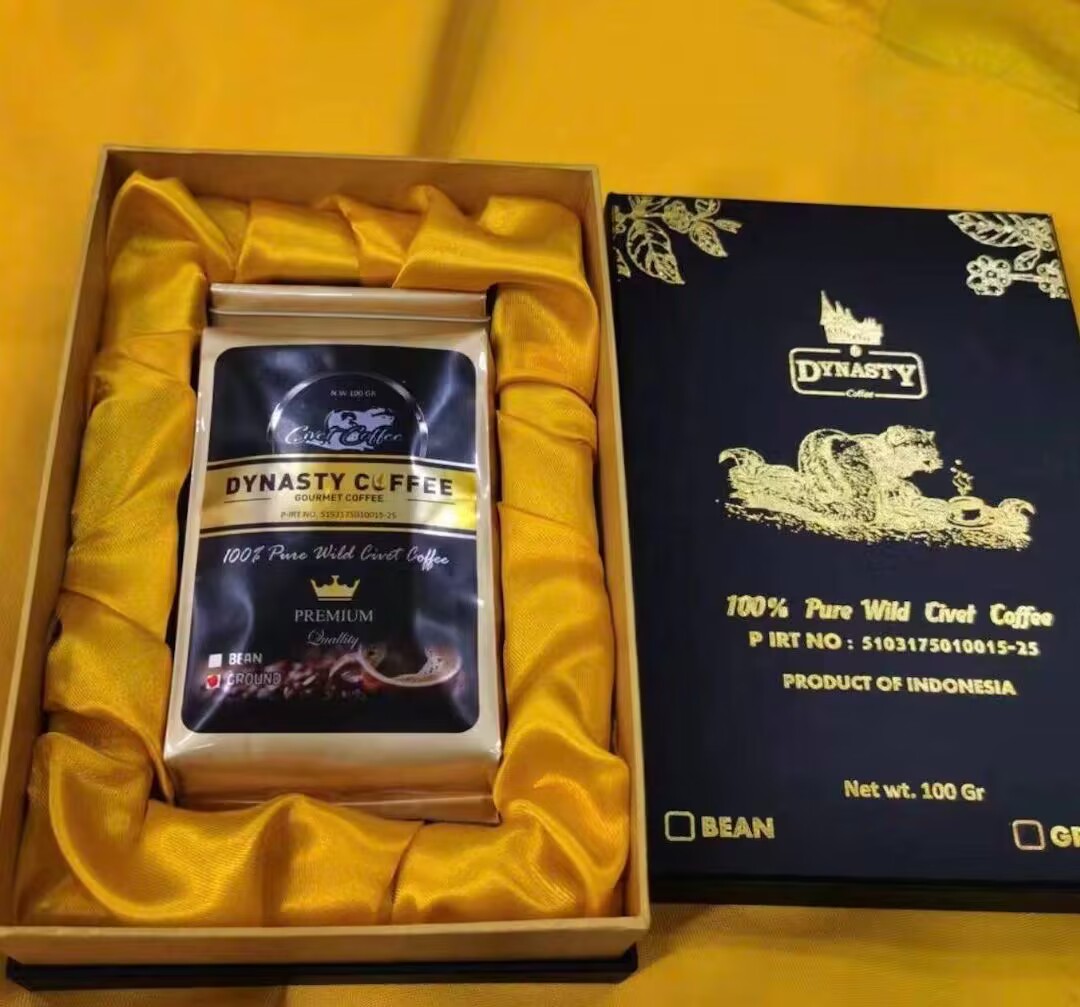 N.W 100 Gr
Civet Coffee
DYNASTY COFFEE
GOURMET COFFEE
P-IRT NO. 5103175010015-25
100% Pure Wild Civet Coffee
PREMIUM
Quallity
BEAN
GROUND
DYNASTY
Coffee
100% Pure Wild Civet Coffee
P IRT NO : 5103175010015-25
PRODUCT OF INDONESIA
Net wt. 100 Gr
BEAN